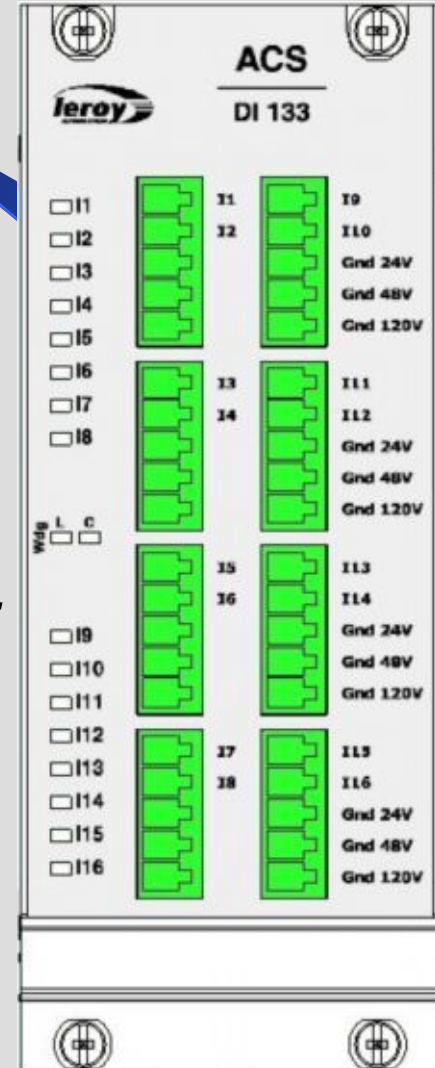 ACS
leroy
DI 133
I1
I2
I3
I4
I5
I6
I7
I8
Wdg L C
I9
I10
I11
I12
I13
I14
I15
I16
I1 I9
I2 I10
Gnd 24V
Gnd 48V
Gnd 120V
I3 I11
I4 I12
Gnd 24V
Gnd 48V
Gnd 120V
I5 I13
I6 I14
Gnd 24V
Gnd 48V
Gnd 120V
I7 I15
I8 I16
Gnd 24V
Gnd 48V
Gnd 120V